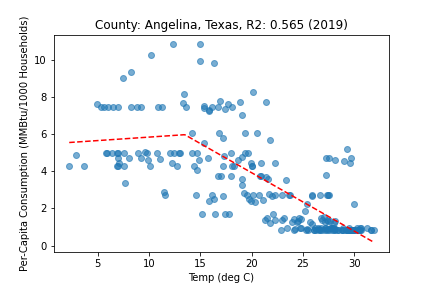 County: Angelina, Texas, R2: 0.565 (2019)
Per-Capita Consumption (MMBtu/1000 Households)
10
8
6
4
2
0
5 10 15 20 25 30
Temp (deg C)